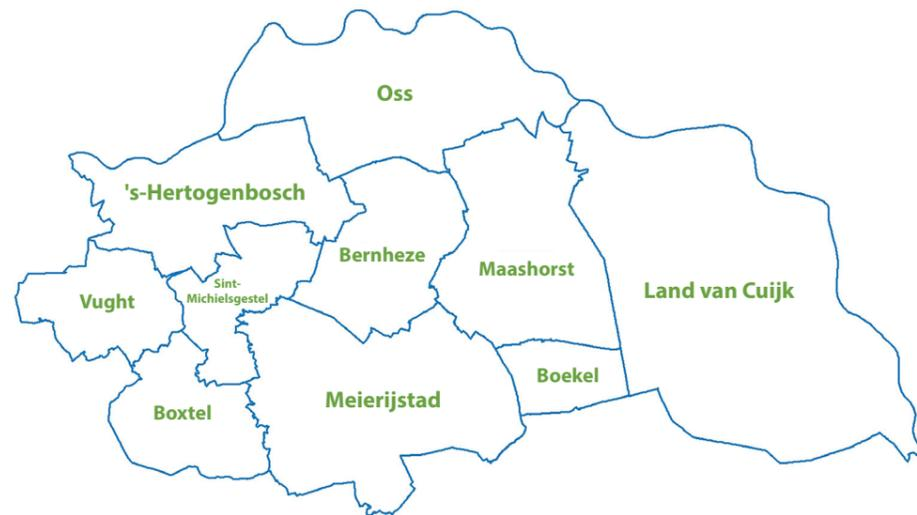 Oss
's-Hertogenbosch
Bernheze
Maashorst
Sint-
Michielsgestel
Vught
Land van Cuijk
Boekel
Meierijstad
Boxtel